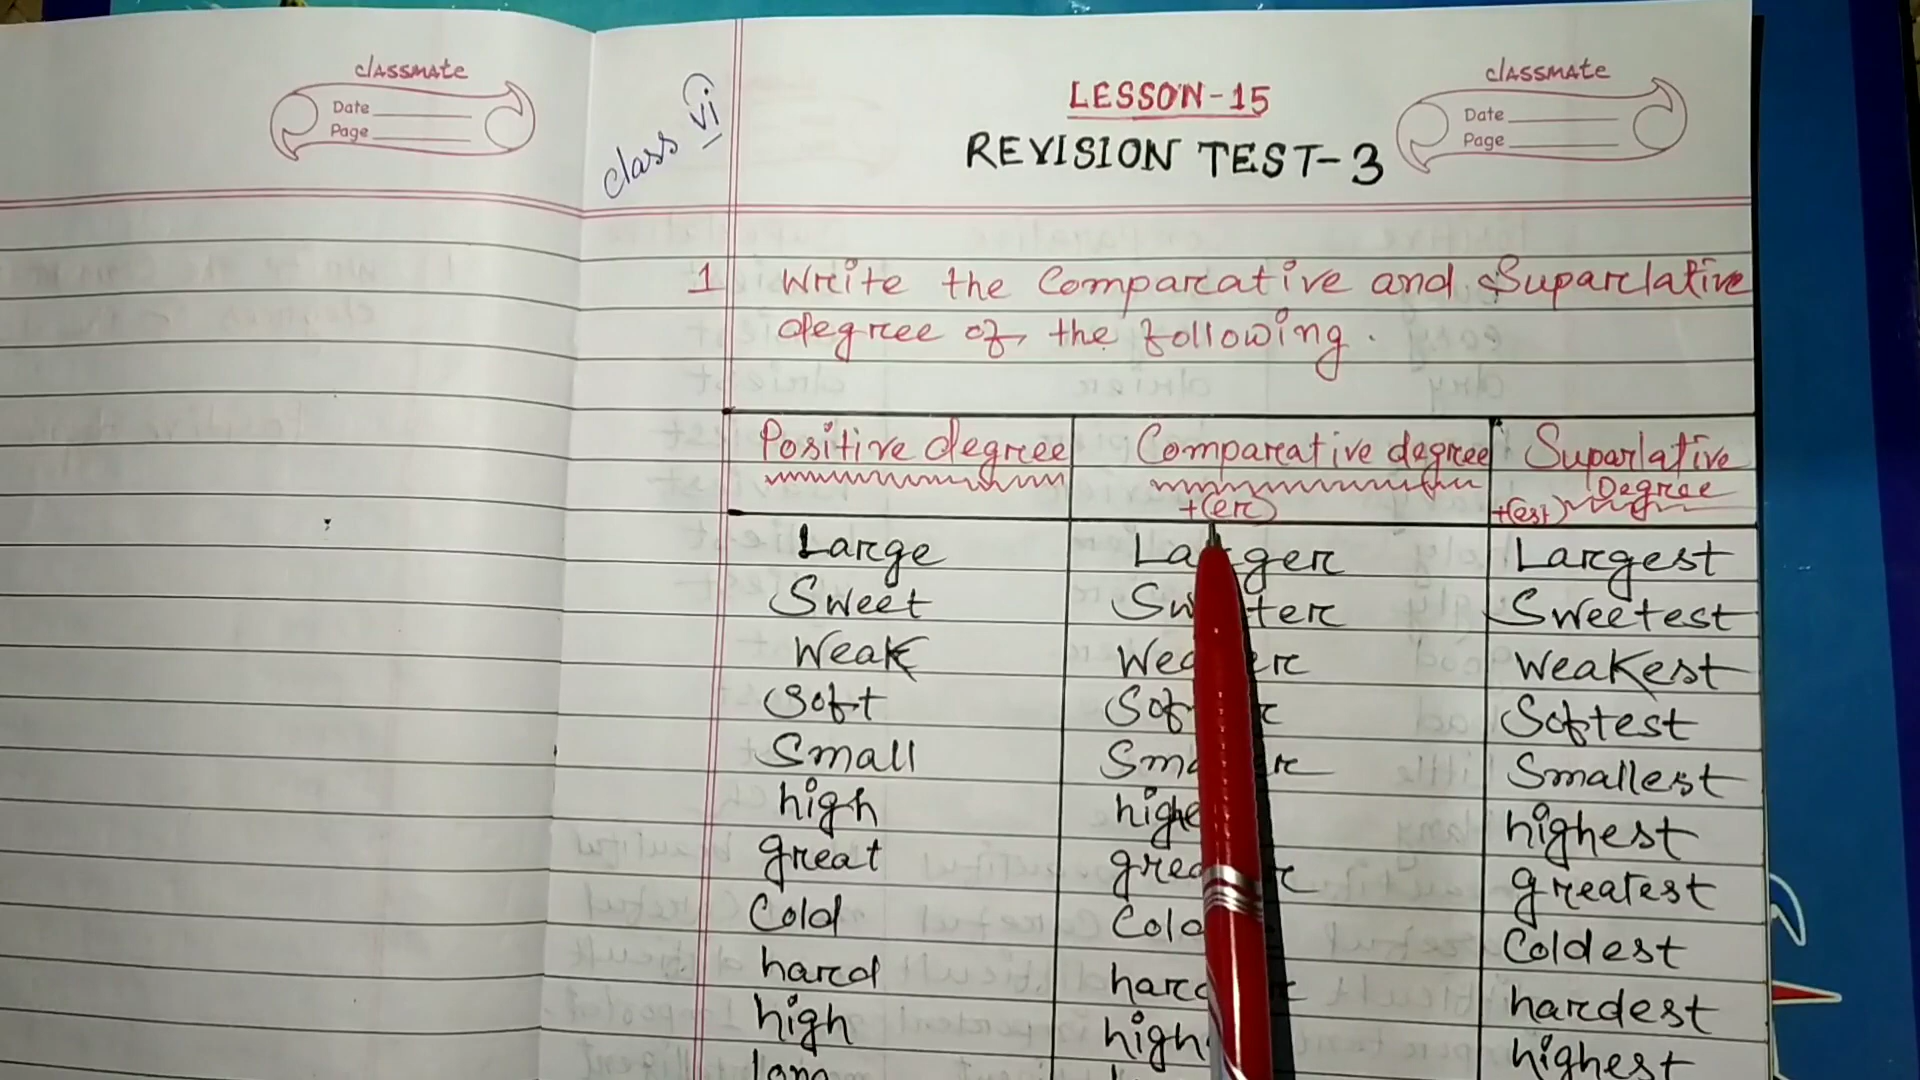 classmate
Date
Page
class vi
LESSON-15
REVISION TEST-3
classmate
Date
Page
1 Write the Comparative and Suparlative
degree of the following.
Positive degree Comparative degree Suparlative
Degree
+(er) +(est)
Large Larger Largest
Sweet Sweetest
Weak Weakest
Soft Softest
Small Smallest
high highest
great greatest
Cold Coldest
hard hardest
high highest
long